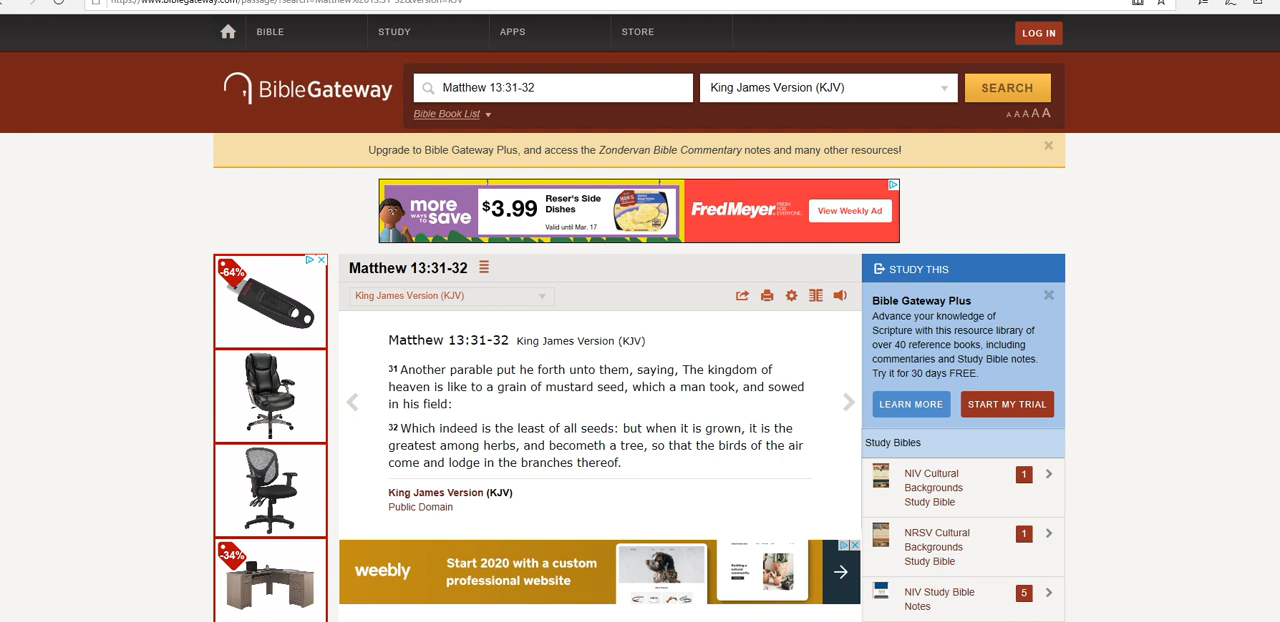 https://www.biblegateway.com/passage/?search=Matthew%2013:31-32&version=KJV
BIBLE
STUDY
APPS
STORE
LOG IN
BibleGateway
Matthew 13:31-32
King James Version (KJV)
SEARCH
Bible Book List
A A A A A
Upgrade to Bible Gateway Plus, and access the Zondervan Bible Commentary notes and many other resources!
more
WAYS TO
save
$3.99
Reser's Side
Dishes
Valid until Mar. 17
FredMeyer
FRESH
FOR
EVERYONE.
View Weekly Ad
-64%
-34%
Matthew 13:31-32
King James Version (KJV)
Matthew 13:31-32 King James Version (KJV)
31 Another parable put he forth unto them, saying, The kingdom of
heaven is like to a grain of mustard seed, which a man took, and sowed
in his field:
32 Which indeed is the least of all seeds: but when it is grown, it is the
greatest among herbs, and becometh a tree, so that the birds of the air
come and lodge in the branches thereof.
King James Version (KJV)
Public Domain
weebly
Start 2020 with a custom
professional website
STUDY THIS
Bible Gateway Plus
Advance your knowledge of
Scripture with this resource library of
over 40 reference books, including
commentaries and Study Bible notes.
Try it for 30 days FREE.
LEARN MORE
START MY TRIAL
Study Bibles
NIV Cultural
Backgrounds
Study Bible
1
NRSV Cultural
Backgrounds
Study Bible
1
NIV Study Bible
Notes
5